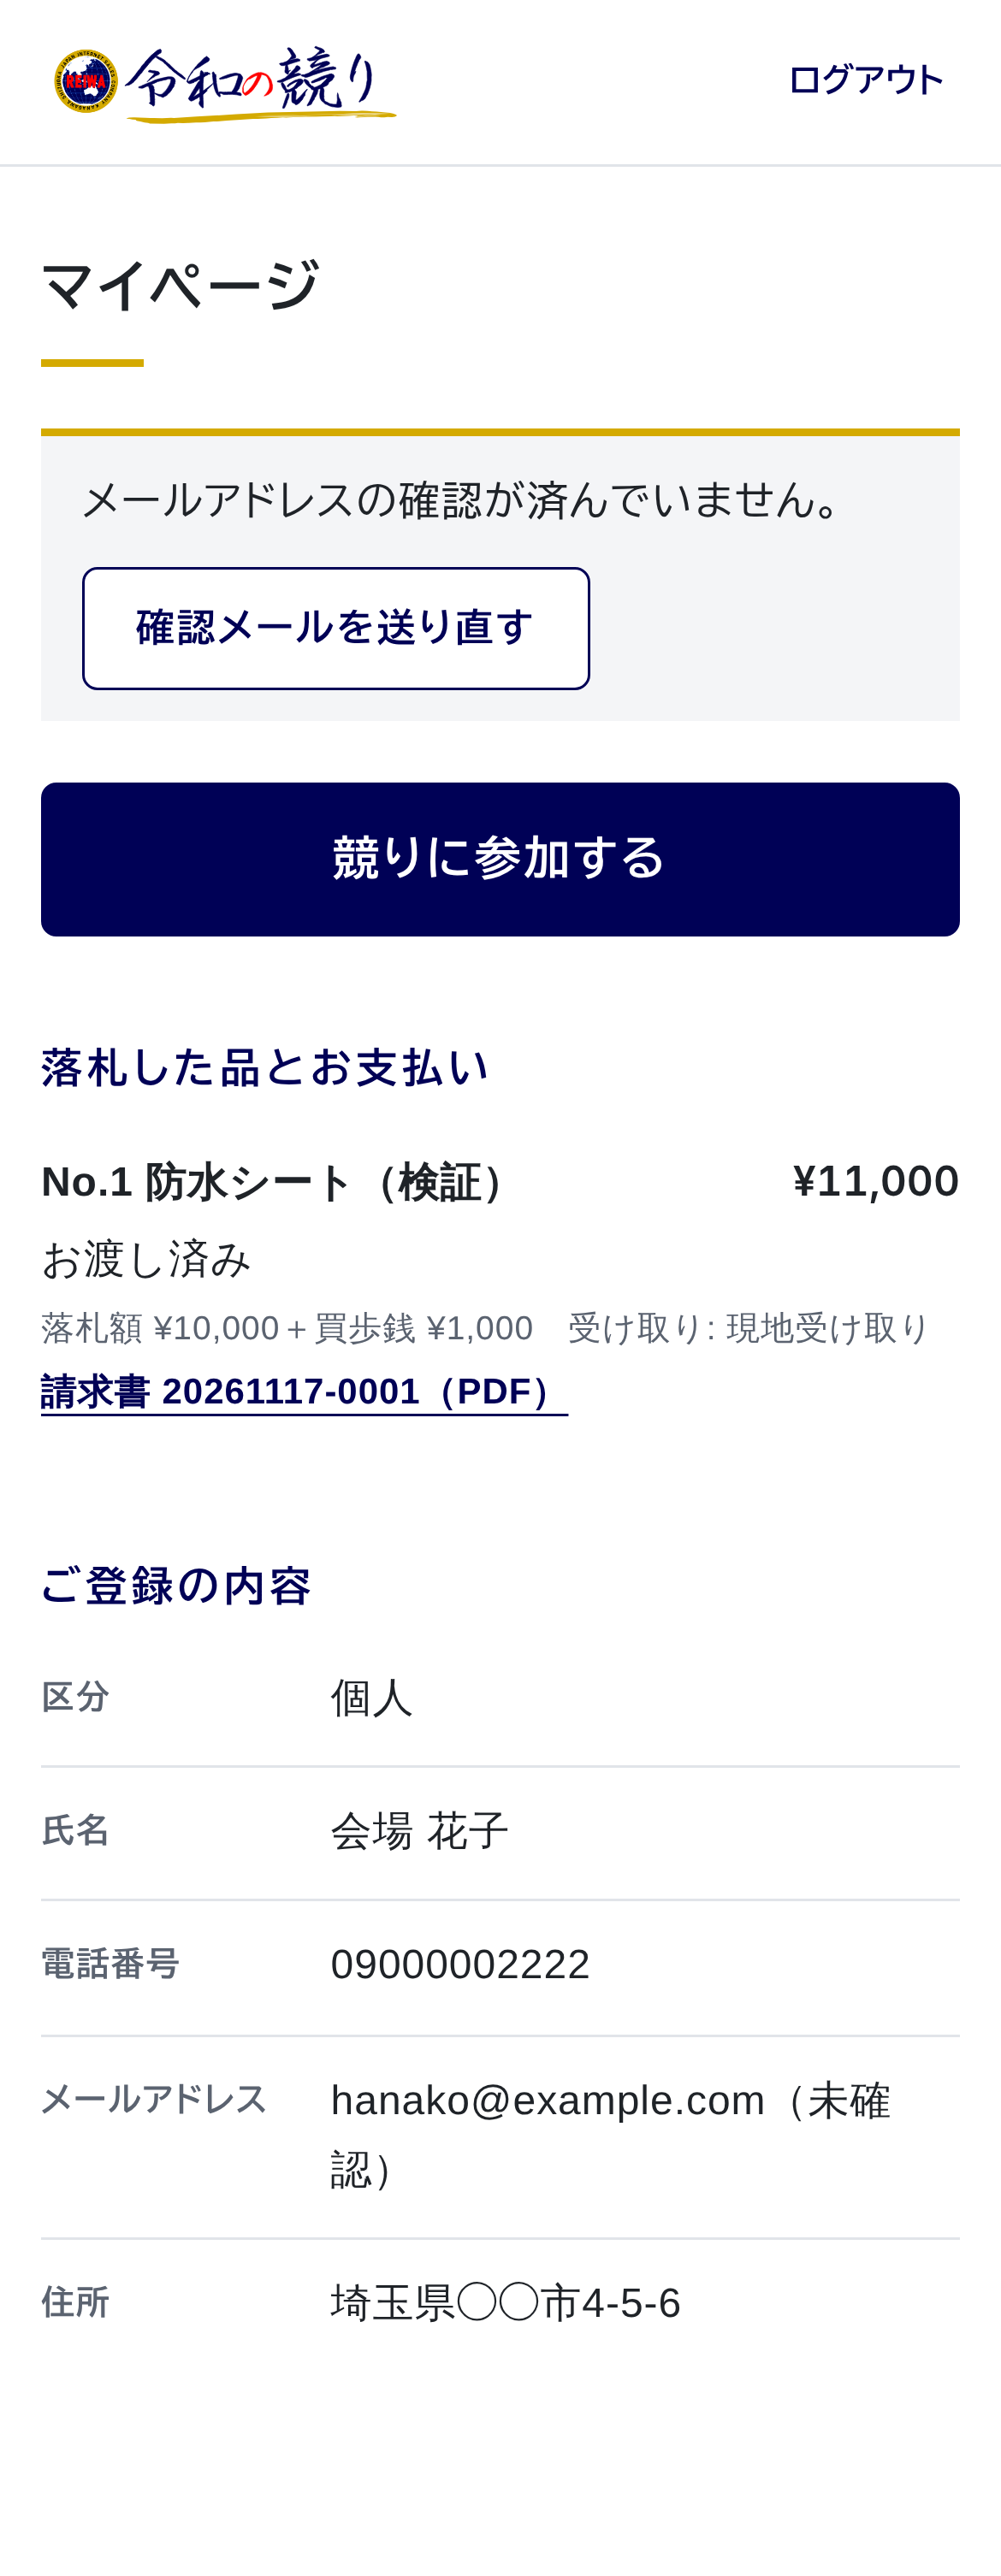 REIWA
令和の競り
ログアウト
マイページ
メールアドレスの確認が済んでいません。
確認メールを送り直す
競りに参加する
落札した品とお支払い
No.1 防水シート（検証） ¥11,000
お渡し済み
落札額 ¥10,000＋買歩銭 ¥1,000　受け取り: 現地受け取り
請求書 20261117-0001（PDF）
ご登録の内容
区分 個人
氏名 会場 花子
電話番号 09000002222
メールアドレス hanako@example.com（未確
認）
住所 埼玉県◯◯市4-5-6